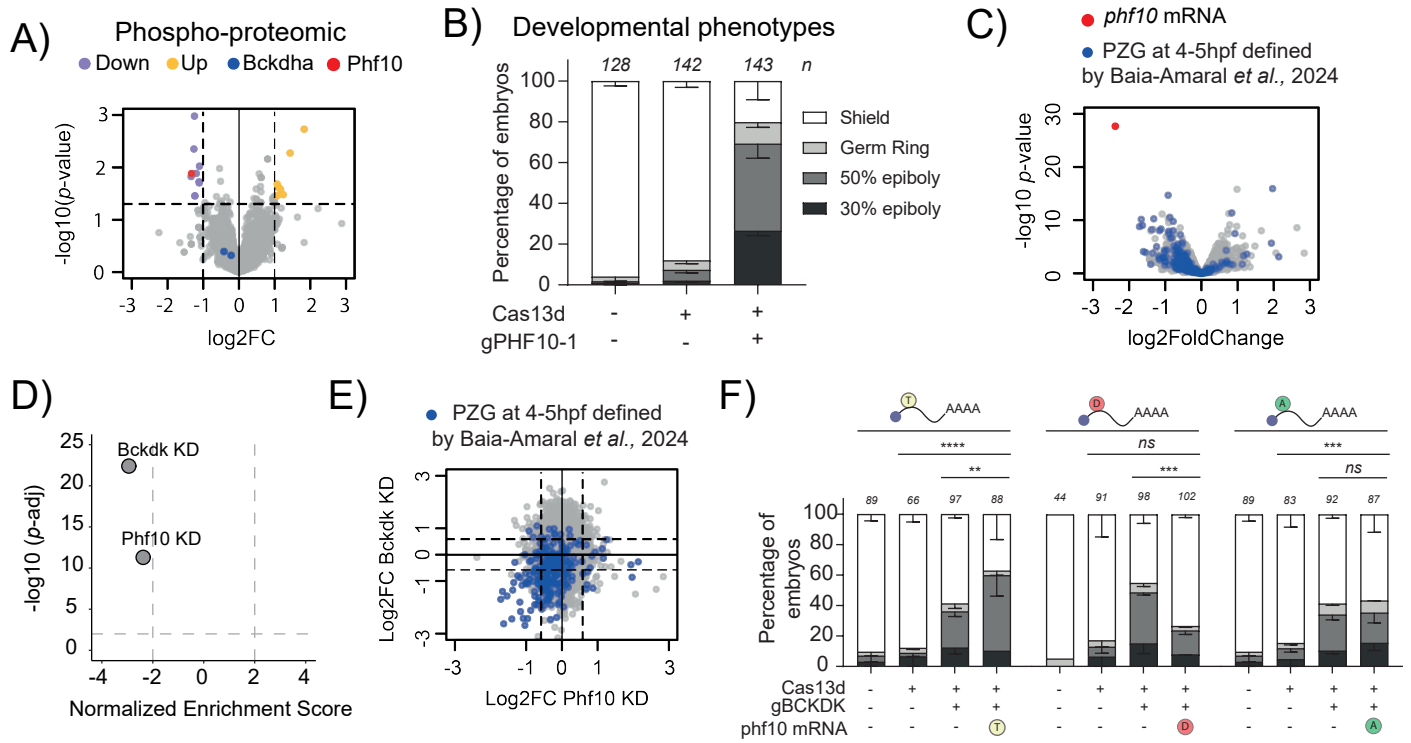 A)
Phospho-proteomic
Down Up Bckdha Phf10
-log10(p-value)
3
2
1
0
-3 -2 -1 0 1 2 3
log2FC
B)
Developmental phenotypes
128 142 143 n
Percentage of embryos
100
80
60
40
20
0
Shield
Germ Ring
50% epiboly
30% epiboly
Cas13d - + +
gPHF10-1 - - +
C)
phf10 mRNA
PZG at 4-5hpf defined
by Baia-Amaral et al., 2024
-log10 p-value
30
20
10
0
-3 -2 -1 0 1 2 3
log2FoldChange
D)
-log10 (p-adj)
25
20
15
10
5
0
Bckdk KD
Phf10 KD
-4 -2 0 2 4
Normalized Enrichment Score
E)
PZG at 4-5hpf defined
by Baia-Amaral et al., 2024
Log2FC Bckdk KD
3
1
0
-1
-3
-3 -1 0 1 3
Log2FC Phf10 KD
F)
T AAAA D AAAA A AAAA
**** ns ***
** *** ns
89 66 97 88 44 91 98 102 89 83 92 87
Percentage of
embryos
100
80
60
40
20
0
Cas13d - + + + - + + + - + + +
gBCKDK - - + + - - + + - - + +
phf10 mRNA - - - T - - - D - - - A